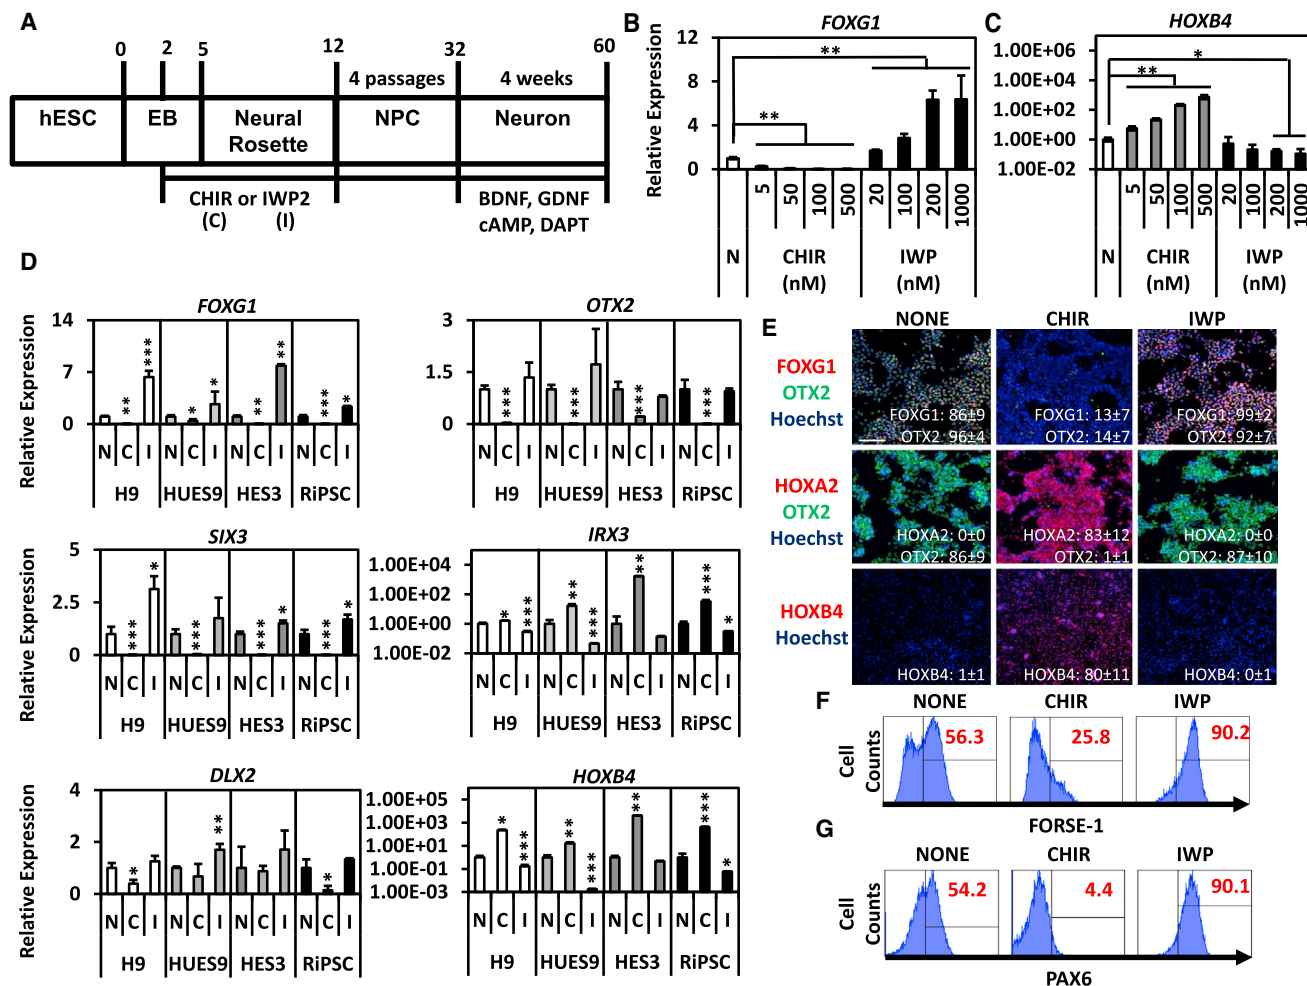 A
0 2 5 12 32 60
4 passages 4 weeks
hESC EB Neural Rosette NPC Neuron
CHIR or IWP2
(C) (I)
BDNF, GDNF
cAMP, DAPT
B
FOXG1
Relative Expression
12
8
4
0
**
**
5 50 100 500 20 100 200 1000
N CHIR (nM) IWP (nM)
C
HOXB4
1.00E+06
1.00E+04
1.00E+02
1.00E+00
1.00E-02
*
**
5 50 100 500 20 100 200 1000
N CHIR (nM) IWP (nM)
D
FOXG1
Relative Expression
14
7
0
** *** * * ** ** *** *
N C I N C I N C I N C I
H9 HUES9 HES3 RiPSC
OTX2
3
1.5
0
*** *** *** ***
N C I N C I N C I N C I
H9 HUES9 HES3 RiPSC
SIX3
Relative Expression
5
2.5
0
*** * *** *** * *** *
N C I N C I N C I N C I
H9 HUES9 HES3 RiPSC
IRX3
1.00E+04
1.00E+02
1.00E+00
1.00E-02
* *** ** *** ** *** *
N C I N C I N C I N C I
H9 HUES9 HES3 RiPSC
DLX2
Relative Expression
4
2
0
* ** *
N C I N C I N C I N C I
H9 HUES9 HES3 RiPSC
HOXB4
1.00E+05
1.00E+03
1.00E+01
1.00E-01
1.00E-03
* *** ** *** ** *** *
N C I N C I N C I N C I
H9 HUES9 HES3 RiPSC
E
NONE CHIR IWP
FOXG1
OTX2
Hoechst
FOXG1: 86±9
OTX2: 96±4
FOXG1: 13±7
OTX2: 14±7
FOXG1: 99±2
OTX2: 92±7
HOXA2
OTX2
Hoechst
HOXA2: 0±0
OTX2: 86±9
HOXA2: 83±12
OTX2: 1±1
HOXA2: 0±0
OTX2: 87±10
HOXB4
Hoechst
HOXB4: 1±1
HOXB4: 80±11
HOXB4: 0±1
F
NONE CHIR IWP
Cell Counts
56.3 25.8 90.2
FORSE-1
G
NONE CHIR IWP
Cell Counts
54.2 4.4 90.1
PAX6